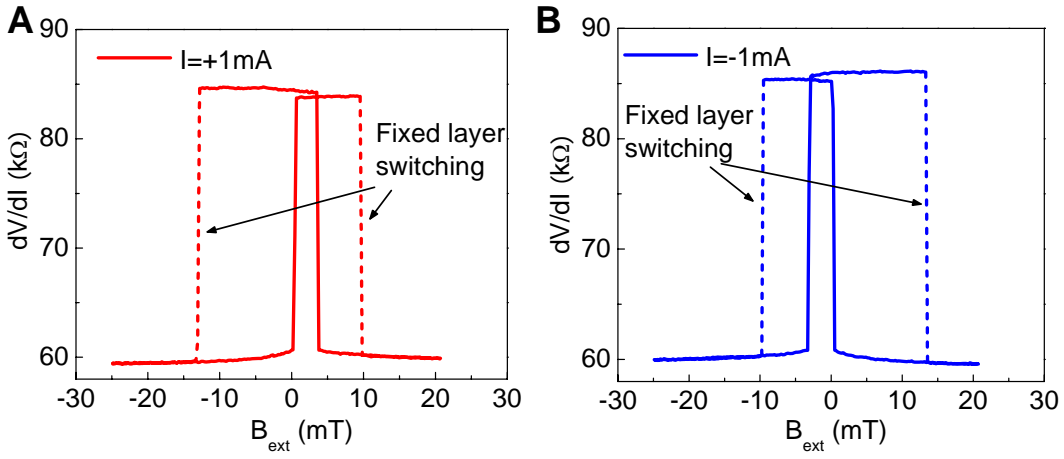 A
I=+1mA
Fixed layer
switching
dV/dI (kΩ)
90
80
70
60
-30 -20 -10 0 10 20 30
B_ext (mT)
B
I=-1mA
Fixed layer
switching
dV/dI (kΩ)
90
80
70
60
-30 -20 -10 0 10 20 30
B_ext (mT)